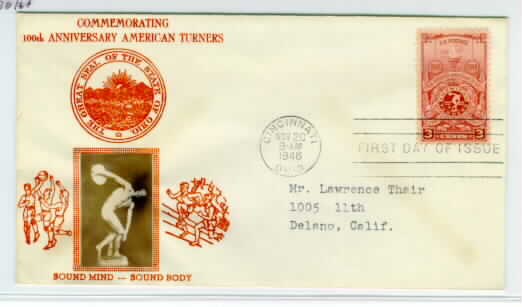 COMMEMORATING
100th ANNIVERSARY AMERICAN TURNERS
THE GREAT SEAL OF THE STATE OF OHIO
CINCINNATI
NOV 20
9-AM
1948
OHIO
3
3
FIRST DAY OF ISSUE
Mr. Lawrence Thair
1005 11th
Delano, Calif.
SOUND MIND -- SOUND BODY